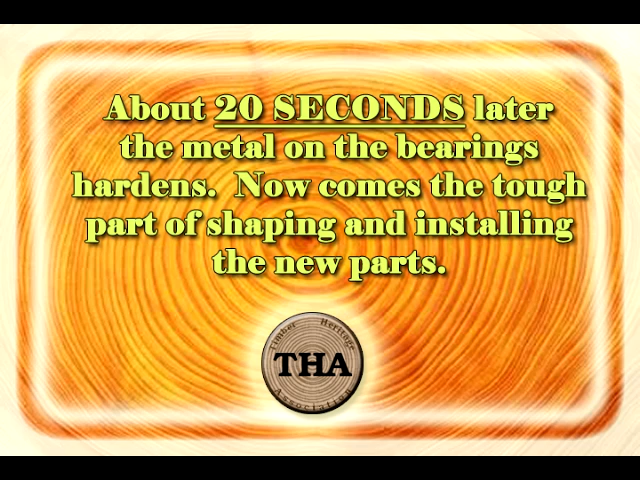 About 20 SECONDS later
the metal on the bearings
hardens. Now comes the tough
part of shaping and installing
the new parts.
Timber Heritage
THA
Association